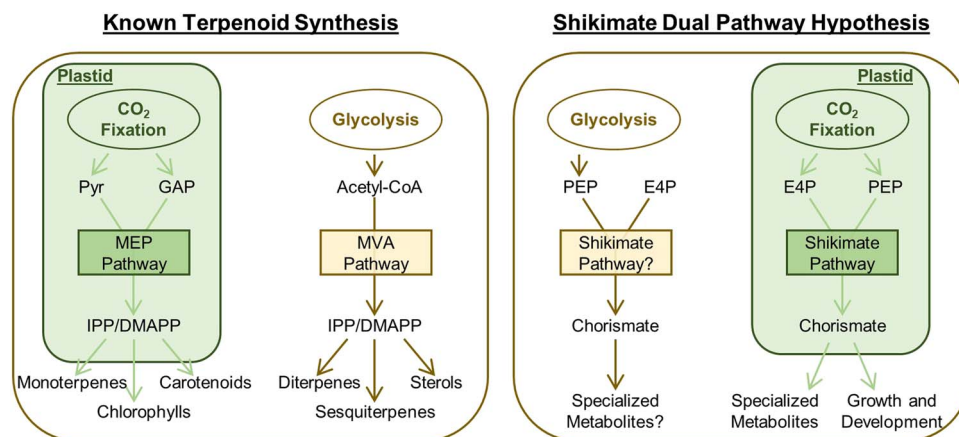 Known Terpenoid Synthesis
Plastid
CO₂
Fixation
Pyr
GAP
MEP
Pathway
IPP/DMAPP
Monoterpenes
Carotenoids
Chlorophylls
Glycolysis
Acetyl-CoA
MVA
Pathway
IPP/DMAPP
Diterpenes
Sterols
Sesquiterpenes
Shikimate Dual Pathway Hypothesis
Glycolysis
PEP
E4P
Shikimate
Pathway?
Chorismate
Specialized
Metabolites?
Plastid
CO₂
Fixation
E4P
PEP
Shikimate
Pathway
Chorismate
Specialized
Metabolites
Growth and
Development